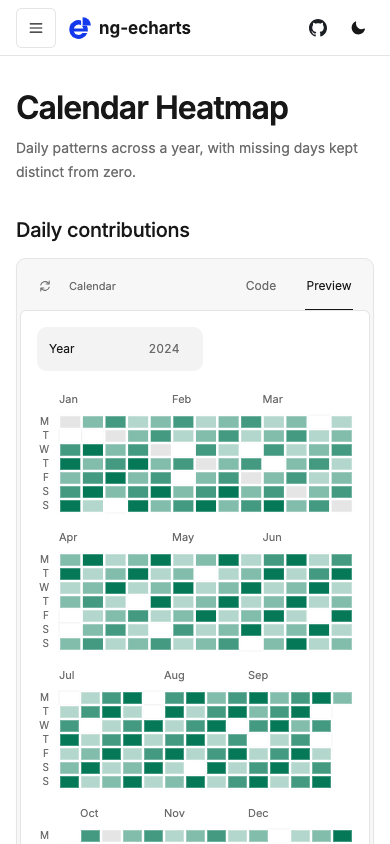 ng-echarts
Calendar Heatmap
Daily patterns across a year, with missing days kept
distinct from zero.
Daily contributions
Calendar Code Preview
Year 2024
Jan Feb Mar
M
T
W
T
F
S
S
Apr May Jun
M
T
W
T
F
S
S
Jul Aug Sep
M
T
W
T
F
S
S
Oct Nov Dec
M